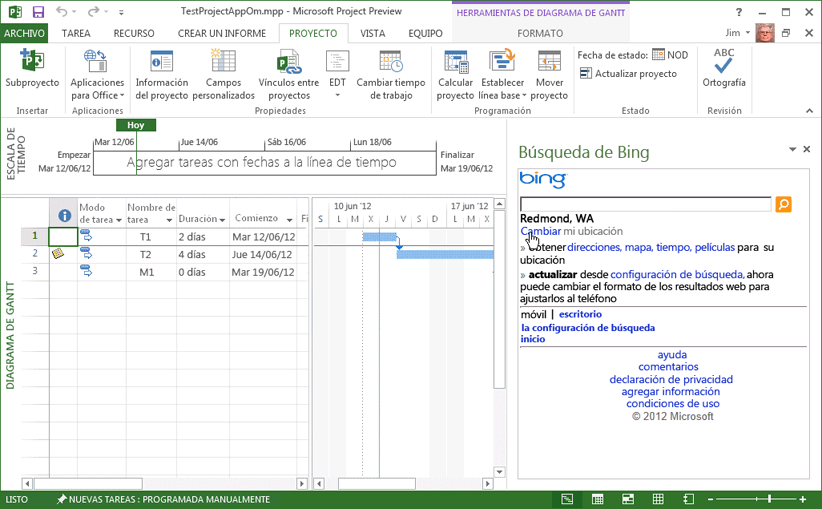 TestProjectAppOm.mpp - Microsoft Project Preview
HERRAMIENTAS DE DIAGRAMA DE GANTT
ARCHIVO TAREA RECURSO CREAR UN INFORME PROYECTO VISTA EQUIPO FORMATO Jim
Subproyecto
Insertar
Aplicaciones
para Office
Aplicaciones
Información
del proyecto
Campos
personalizados
Vínculos entre
proyectos
EDT
Cambiar tiempo
de trabajo
Propiedades
Calcular
proyecto
Establecer
línea base
Mover
proyecto
Programación
Fecha de estado: NOD
Actualizar proyecto
Estado
ABC
Ortografía
Revisión
ESCALA DE
TIEMPO
Hoy
Mar 12/06 Jue 14/06 Sáb 16/06 Lun 18/06
Empezar
Mar 12/06/12
Agregar tareas con fechas a la línea de tiempo
Finalizar
Mar 19/06/12
DIAGRAMA DE GANTT
Modo
de tarea
Nombre de
tarea
Duración
Comienzo
Fi
1 T1 2 días Mar 12/06/12
2 T2 4 días Jue 14/06/12
3 M1 0 días Mar 19/06/12
10 jun '12 17 jun '12
S L M X J V S D L M X
Búsqueda de Bing
bing
Redmond, WA
Cambiar mi ubicación
» obtener direcciones, mapa, tiempo, películas para su
ubicación
» actualizar desde configuración de búsqueda, ahora
puede cambiar el formato de los resultados web para
ajustarlos al teléfono
móvil | escritorio
la configuración de búsqueda
inicio
ayuda
comentarios
declaración de privacidad
agregar información
condiciones de uso
© 2012 Microsoft
LISTO NUEVAS TAREAS : PROGRAMADA MANUALMENTE